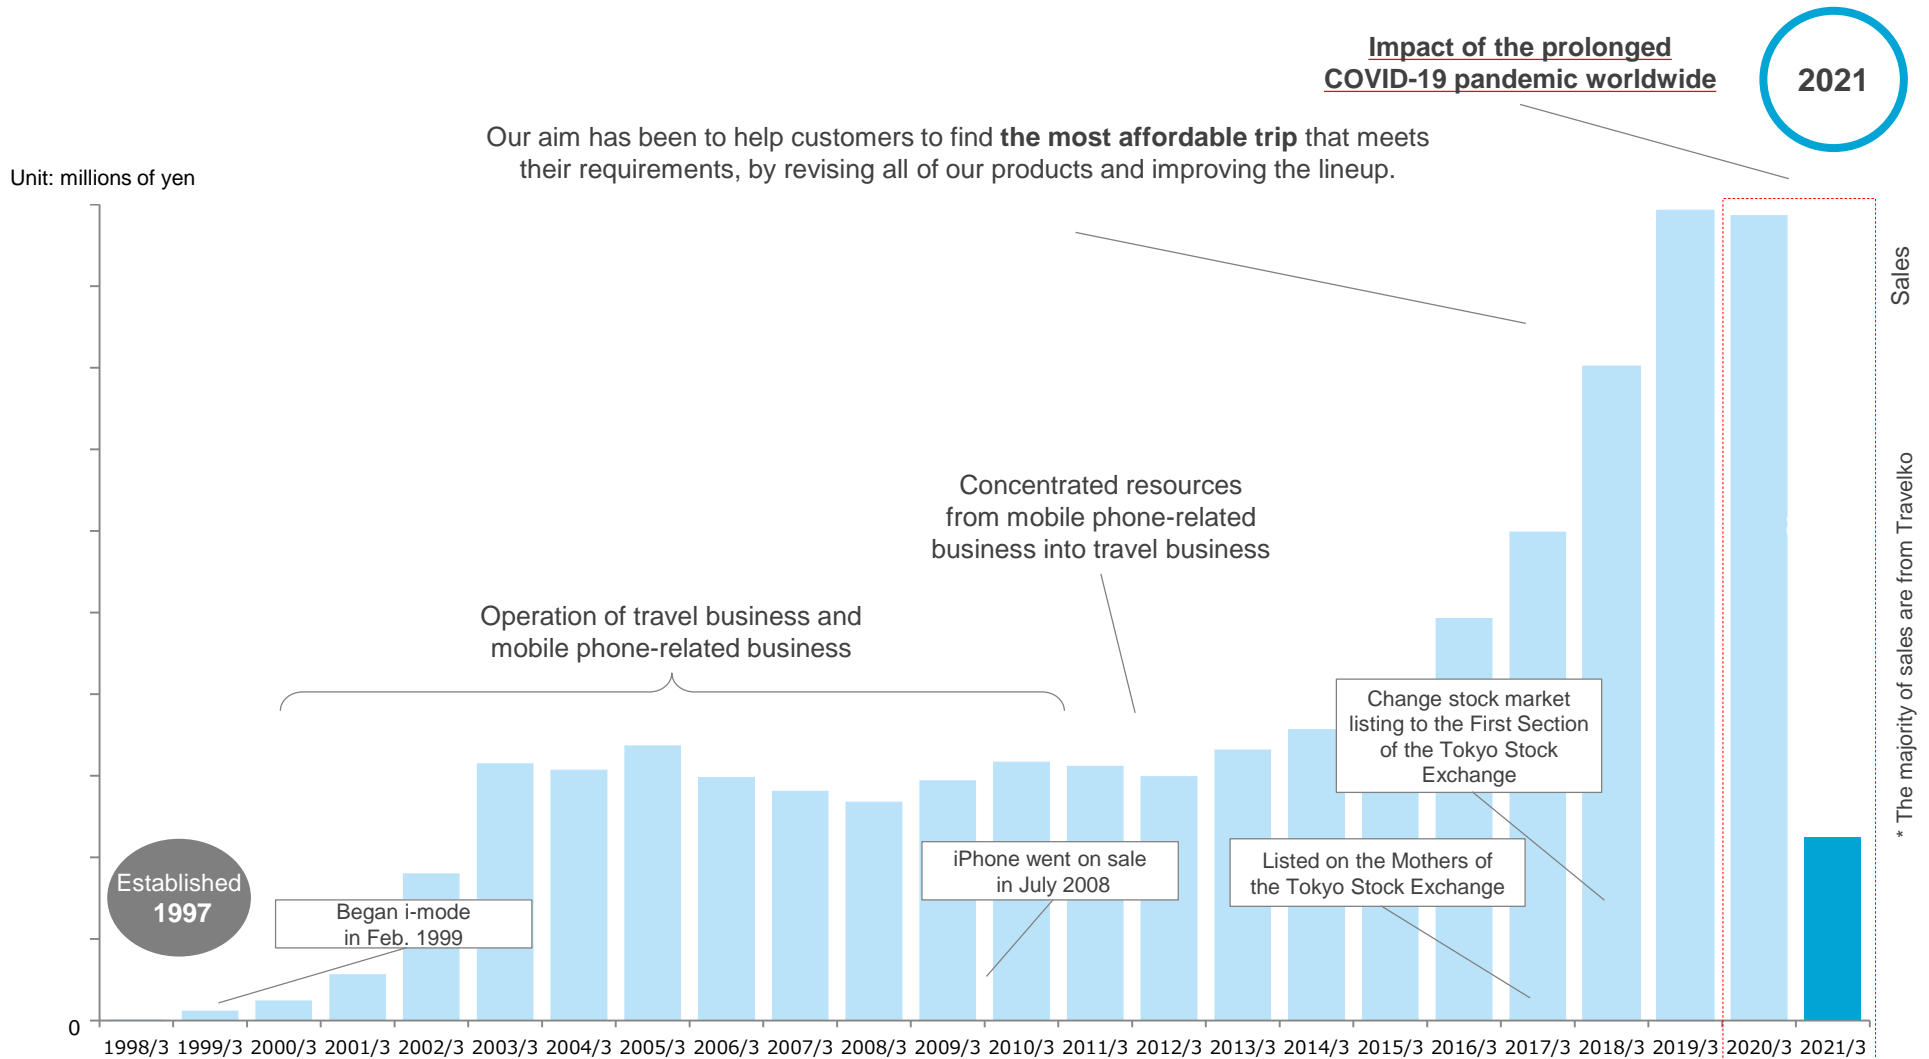 Impact of the prolonged
COVID-19 pandemic worldwide
2021
Our aim has been to help customers to find the most affordable trip that meets
their requirements, by revising all of our products and improving the lineup.
Unit: millions of yen
Sales
* The majority of sales are from Travelko
Concentrated resources
from mobile phone-related
business into travel business
Operation of travel business and
mobile phone-related business
Change stock market
listing to the First Section
of the Tokyo Stock
Exchange
iPhone went on sale
in July 2008
Listed on the Mothers of
the Tokyo Stock Exchange
Established
1997
Began i-mode
in Feb. 1999
0
1998/3 1999/3 2000/3 2001/3 2002/3 2003/3 2004/3 2005/3 2006/3 2007/3 2008/3 2009/3 2010/3 2011/3 2012/3 2013/3 2014/3 2015/3 2016/3 2017/3 2018/3 2019/3 2020/3 2021/3